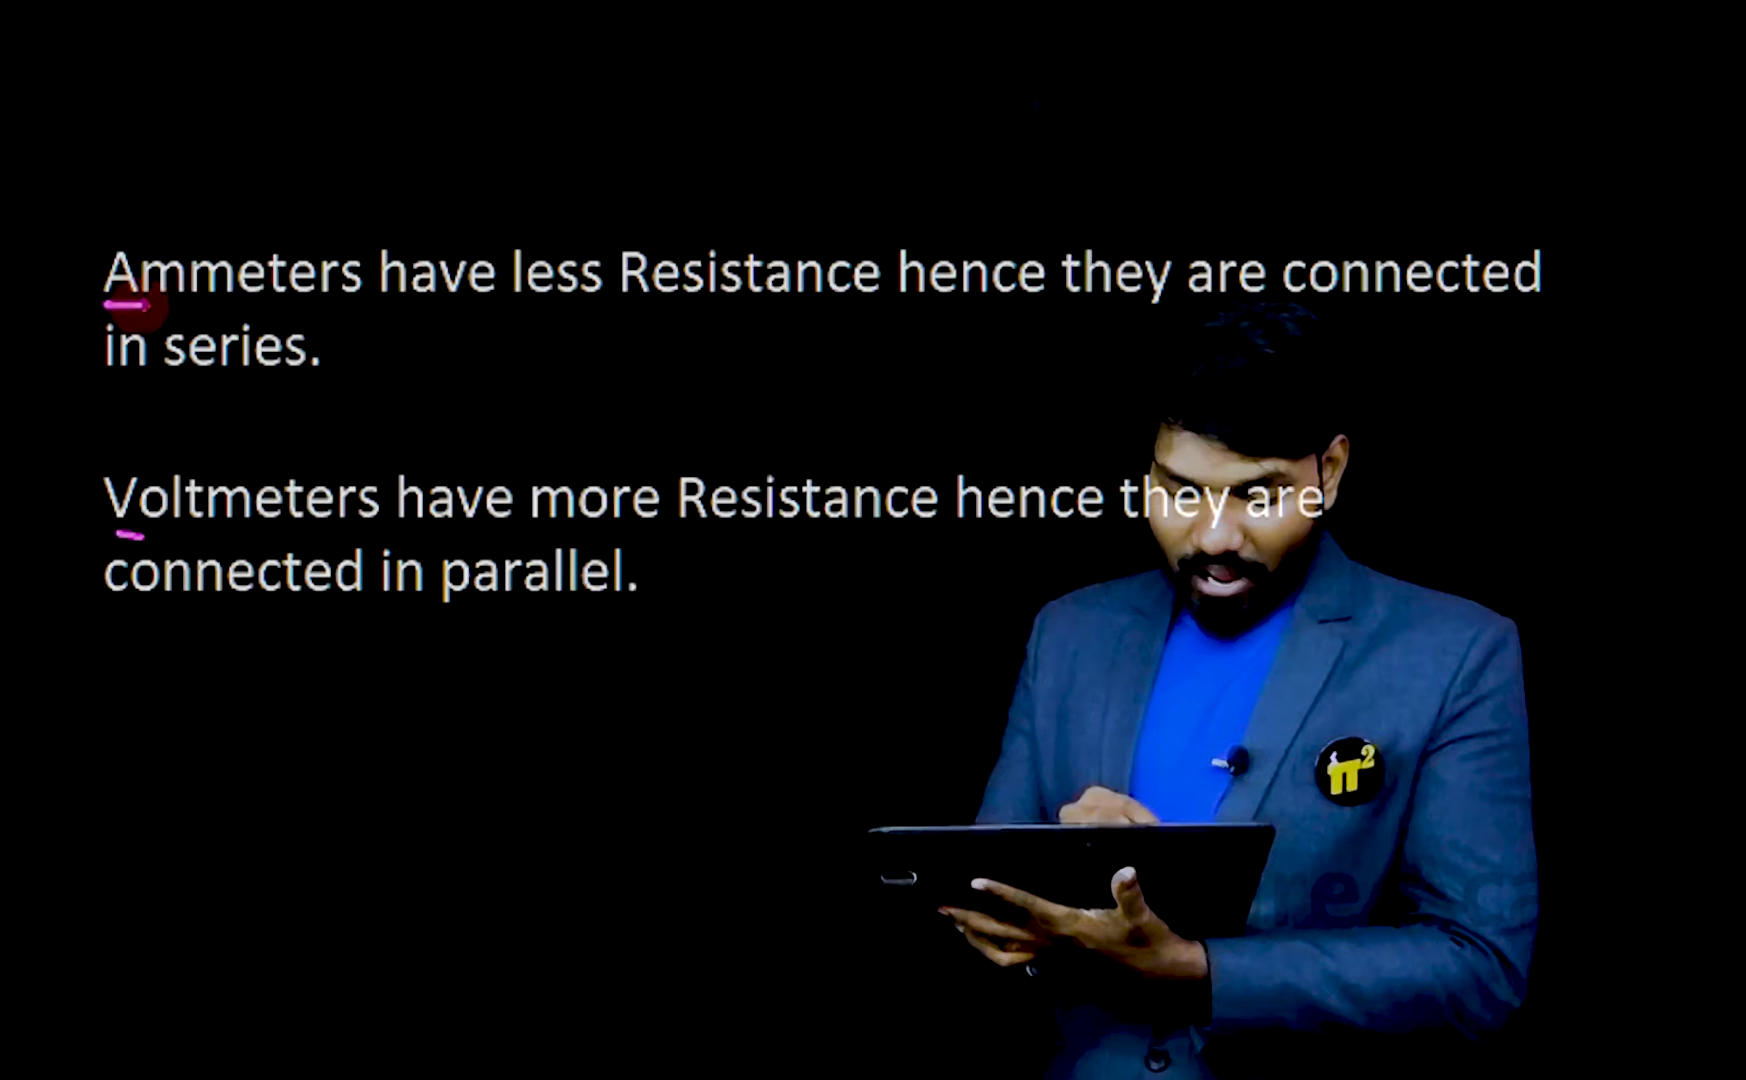 Ammeters have less Resistance hence they are connected
in series.
Voltmeters have more Resistance hence they are
connected in parallel.
π²